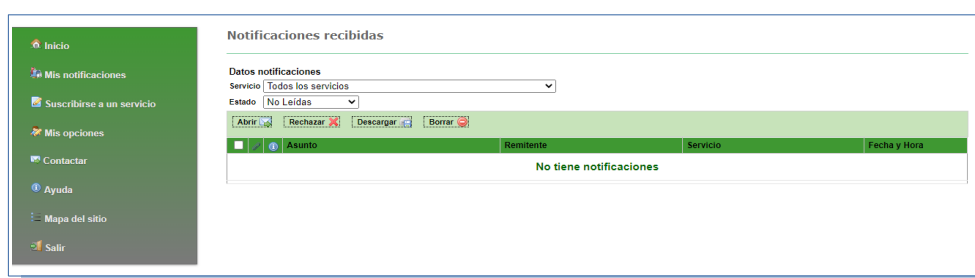 Inicio
Mis notificaciones
Suscribirse a un servicio
Mis opciones
Contactar
Ayuda
Mapa del sitio
Salir
Notificaciones recibidas
Datos notificaciones
Servicio Todos los servicios
Estado No Leídas
Abrir Rechazar Descargar Borrar
Asunto Remitente Servicio Fecha y Hora
No tiene notificaciones